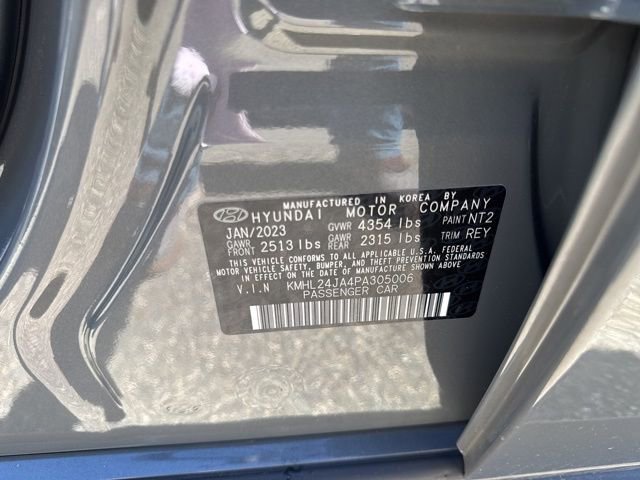 MANUFACTURED IN KOREA BY
HYUNDAI MOTOR COMPANY
JAN/2023 GVWR 4354 lbs PAINT NT2
GAWR FRONT 2513 lbs GAWR REAR 2315 lbs TRIM REY
THIS VEHICLE CONFORMS TO ALL APPLICABLE U.S.A. FEDERAL
MOTOR VEHICLE SAFETY, BUMPER, AND THEFT PREVENTION STANDARDS
IN EFFECT ON THE DATE OF MANUFACTURE SHOWN ABOVE.
V.I.N KMHL24JA4PA305006
PASSENGER CAR